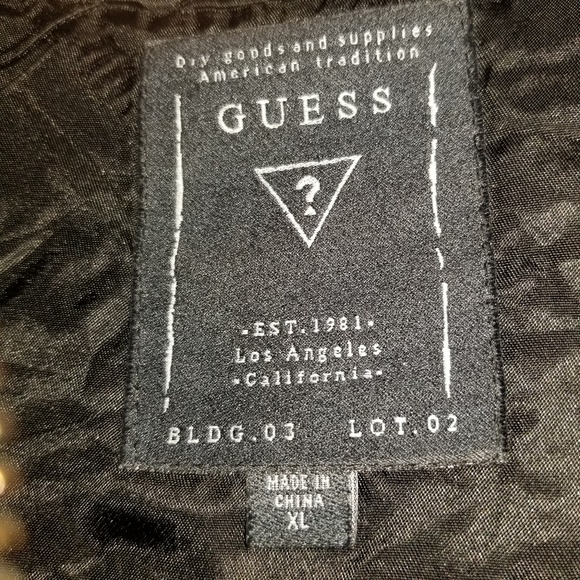 Dry goods and supplies
American tradition
GUESS
?
-EST.1981-
Los Angeles
-California-
BLDG.03 LOT.02
MADE IN
CHINA
XL